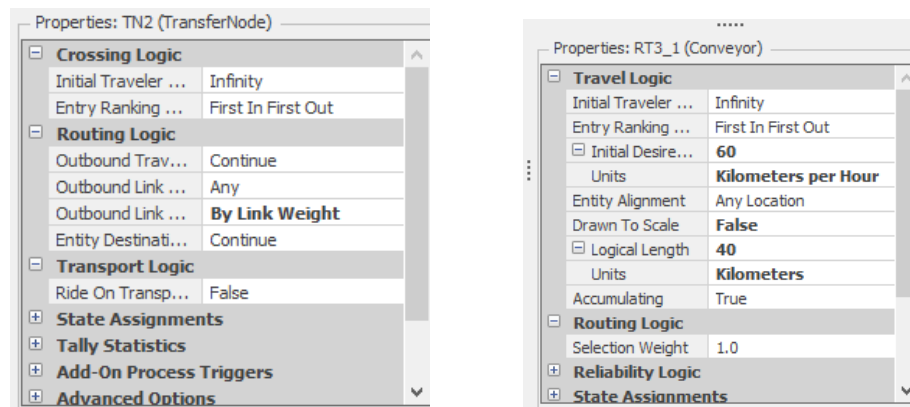 Properties: TN2 (TransferNode)
Crossing Logic
Initial Traveler ... Infinity
Entry Ranking ... First In First Out
Routing Logic
Outbound Trav... Continue
Outbound Link ... Any
Outbound Link ... By Link Weight
Entity Destinati... Continue
Transport Logic
Ride On Transp... False
State Assignments
Tally Statistics
Add-On Process Triggers
Advanced Options
Properties: RT3_1 (Conveyor)
Travel Logic
Initial Traveler ... Infinity
Entry Ranking ... First In First Out
Initial Desire... 60
Units Kilometers per Hour
Entity Alignment Any Location
Drawn To Scale False
Logical Length 40
Units Kilometers
Accumulating True
Routing Logic
Selection Weight 1.0
Reliability Logic
State Assignments